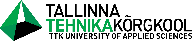 TALLINNA
TEHNIKAKÕRGKOOL
TTK UNIVERSITY OF APPLIED SCIENCES